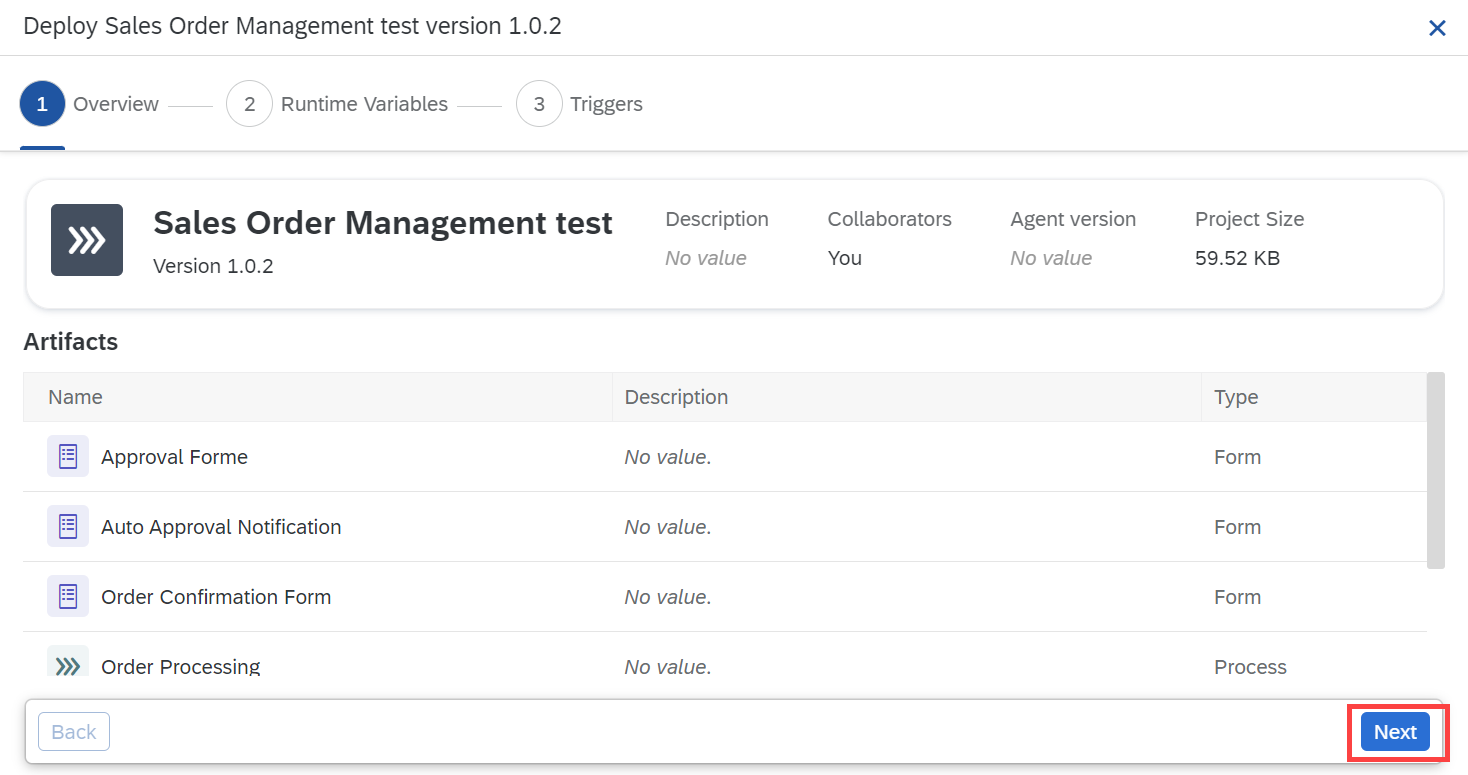 Deploy Sales Order Management test version 1.0.2
1 Overview 2 Runtime Variables 3 Triggers
Sales Order Management test
Version 1.0.2
Description Collaborators Agent version Project Size
No value You No value 59.52 KB
Artifacts
Name Description Type
Approval Forme No value. Form
Auto Approval Notification No value. Form
Order Confirmation Form No value. Form
Order Processing No value. Process
Back Next